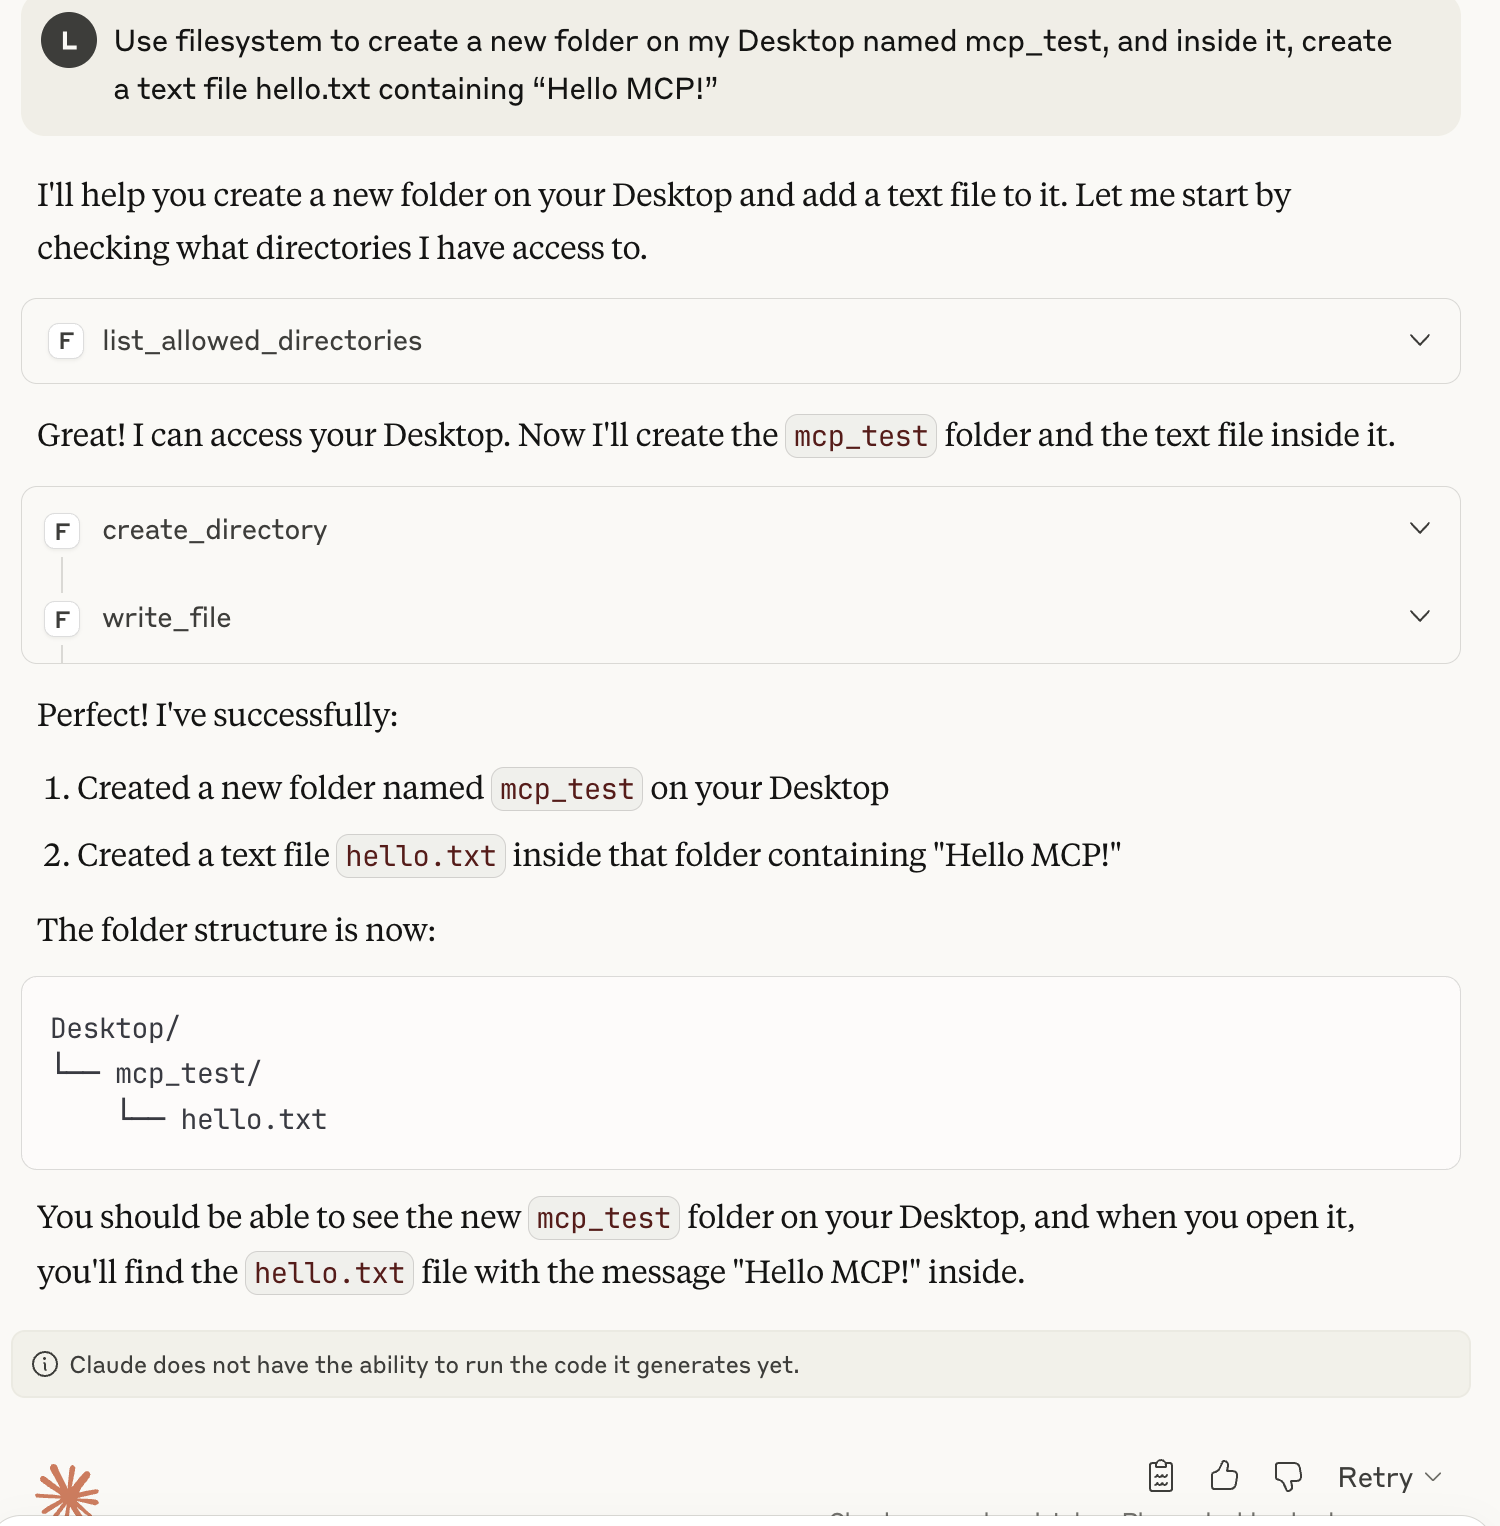 L
Use filesystem to create a new folder on my Desktop named mcp_test, and inside it, create
a text file hello.txt containing “Hello MCP!”
I'll help you create a new folder on your Desktop and add a text file to it. Let me start by
checking what directories I have access to.
F list_allowed_directories
Great! I can access your Desktop. Now I'll create the mcp_test folder and the text file inside it.
F create_directory
F write_file
Perfect! I've successfully:
1. Created a new folder named mcp_test on your Desktop
2. Created a text file hello.txt inside that folder containing "Hello MCP!"
The folder structure is now:
Desktop/
└── mcp_test/
    └── hello.txt
You should be able to see the new mcp_test folder on your Desktop, and when you open it,
you'll find the hello.txt file with the message "Hello MCP!" inside.
Claude does not have the ability to run the code it generates yet.
Retry